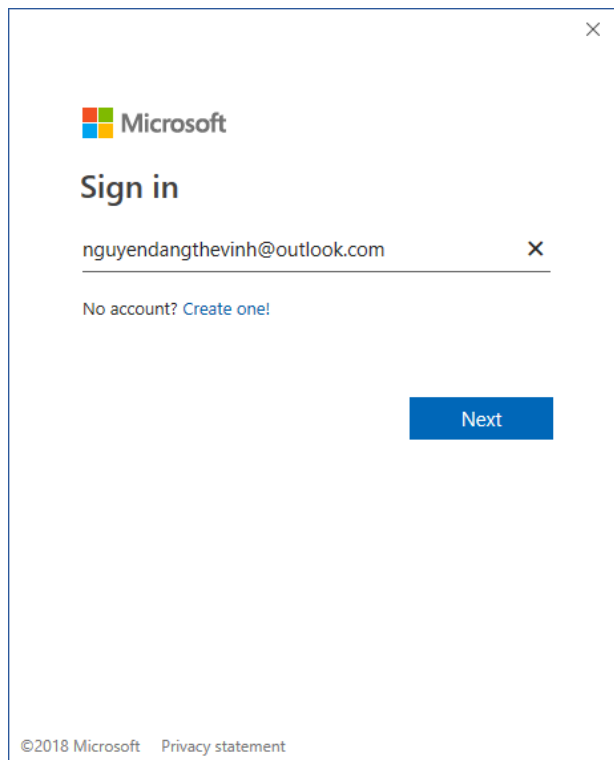 Microsoft
Sign in
nguyendangthevinh@outlook.com
No account? Create one!
Next
©2018 Microsoft Privacy statement